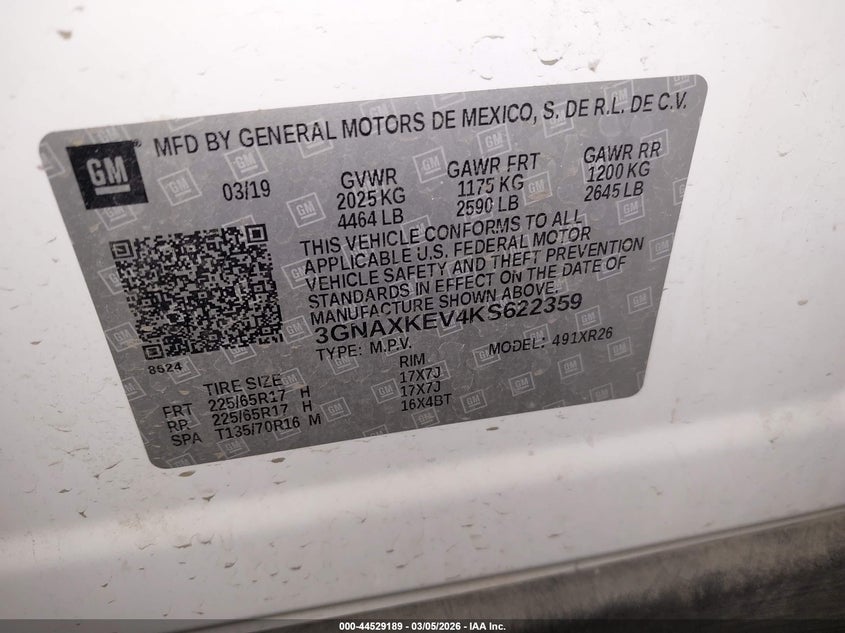 GM
MFD BY GENERAL MOTORS DE MEXICO, S. DE R.L. DE C.V.
03/19
GVWR
2025 KG
4464 LB
GAWR FRT
1175 KG
2590 LB
GAWR RR
1200 KG
2645 LB
THIS VEHICLE CONFORMS TO ALL
APPLICABLE U.S. FEDERAL MOTOR
VEHICLE SAFETY AND THEFT PREVENTION
STANDARDS IN EFFECT ON THE DATE OF
MANUFACTURE SHOWN ABOVE.
3GNAXKEV4KS622359
TYPE: M.P.V. MODEL: 491XR26
8524
TIRE SIZE RIM
FRT 225/65R17 H 17X7J
RR 225/65R17 H 17X7J
SPA T135/70R16 M 16X4BT
000-44529189 - 03/05/2026 - IAA Inc.